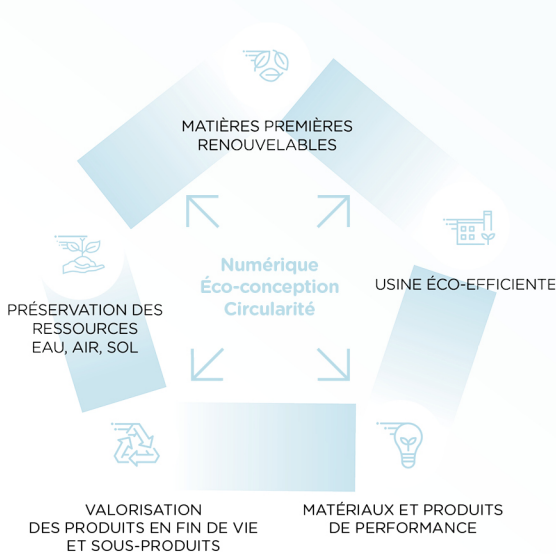 MATIÈRES PREMIÈRES
RENOUVELABLES
Numérique
Éco-conception
Circularité
USINE ÉCO-EFFICIENTE
PRÉSERVATION DES
RESSOURCES
EAU, AIR, SOL
VALORISATION
DES PRODUITS EN FIN DE VIE
ET SOUS-PRODUITS
MATÉRIAUX ET PRODUITS
DE PERFORMANCE